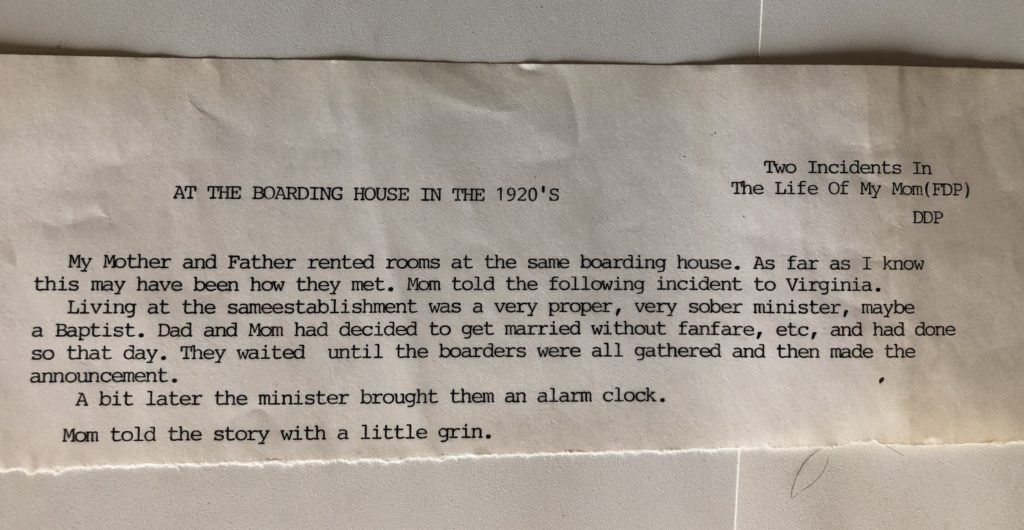 Two Incidents In
AT THE BOARDING HOUSE IN THE 1920'S
The Life Of My Mom(FDP)
DDP
My Mother and Father rented rooms at the same boarding house. As far as I know
this may have been how they met. Mom told the following incident to Virginia.
Living at the sameestablishment was a very proper, very sober minister, maybe
a Baptist. Dad and Mom had decided to get married without fanfare, etc, and had done
so that day. They waited  until the boarders were all gathered and then made the
announcement.
A bit later the minister brought them an alarm clock.
Mom told the story with a little grin.